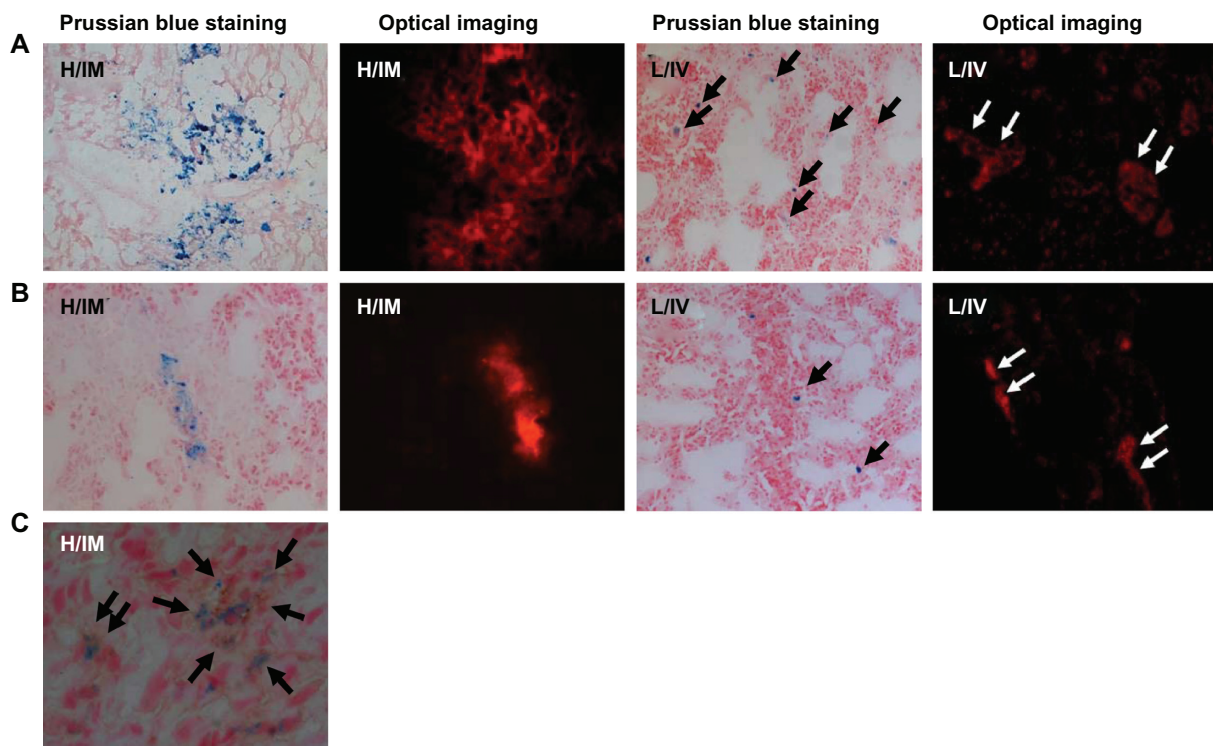 Prussian blue staining Optical imaging Prussian blue staining Optical imaging
A
H/IM H/IM L/IV L/IV
B
H/IM H/IM L/IV L/IV
C
H/IM